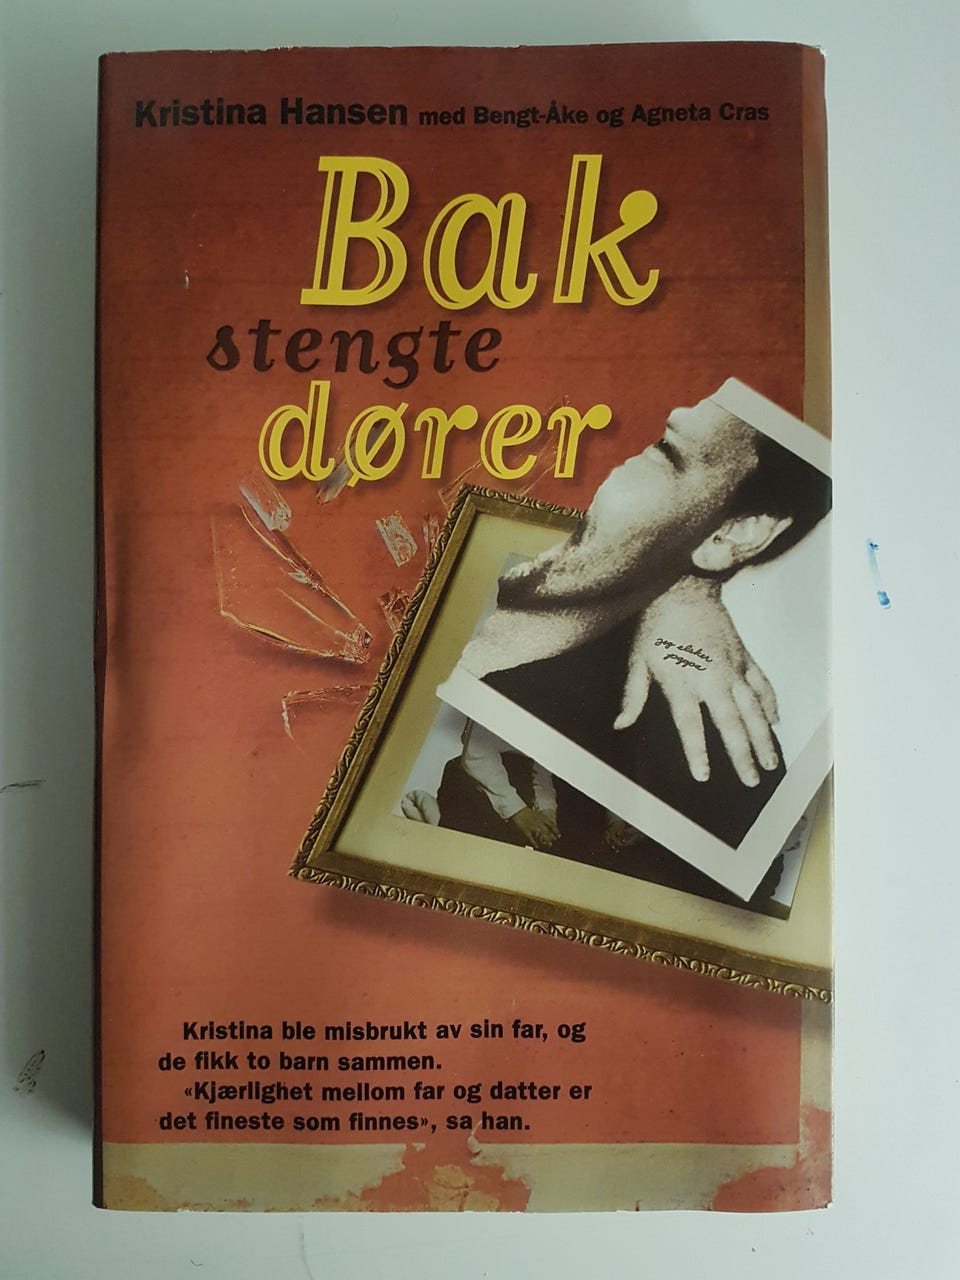 Kristina Hansen med Bengt-Åke og Agneta Cras
Bak
stengte
dører
jeg elsker
pappa
Kristina ble misbrukt av sin far, og
de fikk to barn sammen.
«Kjærlighet mellom far og datter er
det fineste som finnes», sa han.